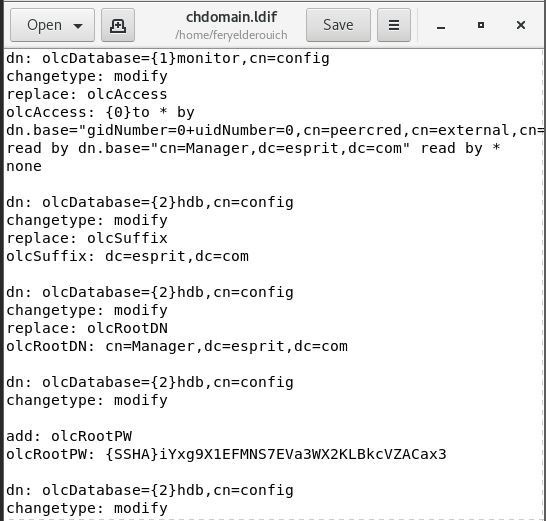 Open
chdomain.ldif
/home/feryelderouich
Save
dn: olcDatabase={1}monitor,cn=config
changetype: modify
replace: olcAccess
olcAccess: {0}to * by
dn.base="gidNumber=0+uidNumber=0,cn=peercred,cn=external,cn=
read by dn.base="cn=Manager,dc=esprit,dc=com" read by *
none
dn: olcDatabase={2}hdb,cn=config
changetype: modify
replace: olcSuffix
olcSuffix: dc=esprit,dc=com
dn: olcDatabase={2}hdb,cn=config
changetype: modify
replace: olcRootDN
olcRootDN: cn=Manager,dc=esprit,dc=com
dn: olcDatabase={2}hdb,cn=config
changetype: modify
add: olcRootPW
olcRootPW: {SSHA}iYxg9X1EFMNS7EVa3WX2KLBkcVZACax3
dn: olcDatabase={2}hdb,cn=config
changetype: modify